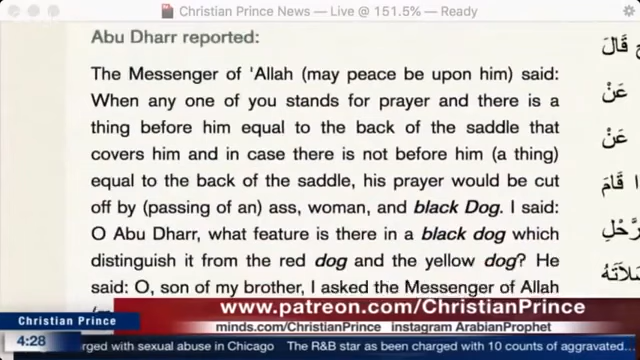 Christian Prince News — Live @ 151.5% — Ready
Abu Dharr reported:
The Messenger of 'Allah (may peace be upon him) said:
When any one of you stands for prayer and there is a
thing before him equal to the back of the saddle that
covers him and in case there is not before him (a thing)
equal to the back of the saddle, his prayer would be cut
off by (passing of an) ass, woman, and black Dog. I said:
O Abu Dharr, what feature is there in a black dog which
distinguish it from the red dog and the yellow dog? He
said: O, son of my brother, I asked the Messenger of Allah
قَالَ
عَنْ
عَنْ
قَامَ
www.patreon.com/ChristianPrince
Christian Prince
minds.com/ChristianPrince instagram ArabianProphet
4:28
rged with sexual abuse in Chicago The R&B star as been charged with 10 counts of aggravated